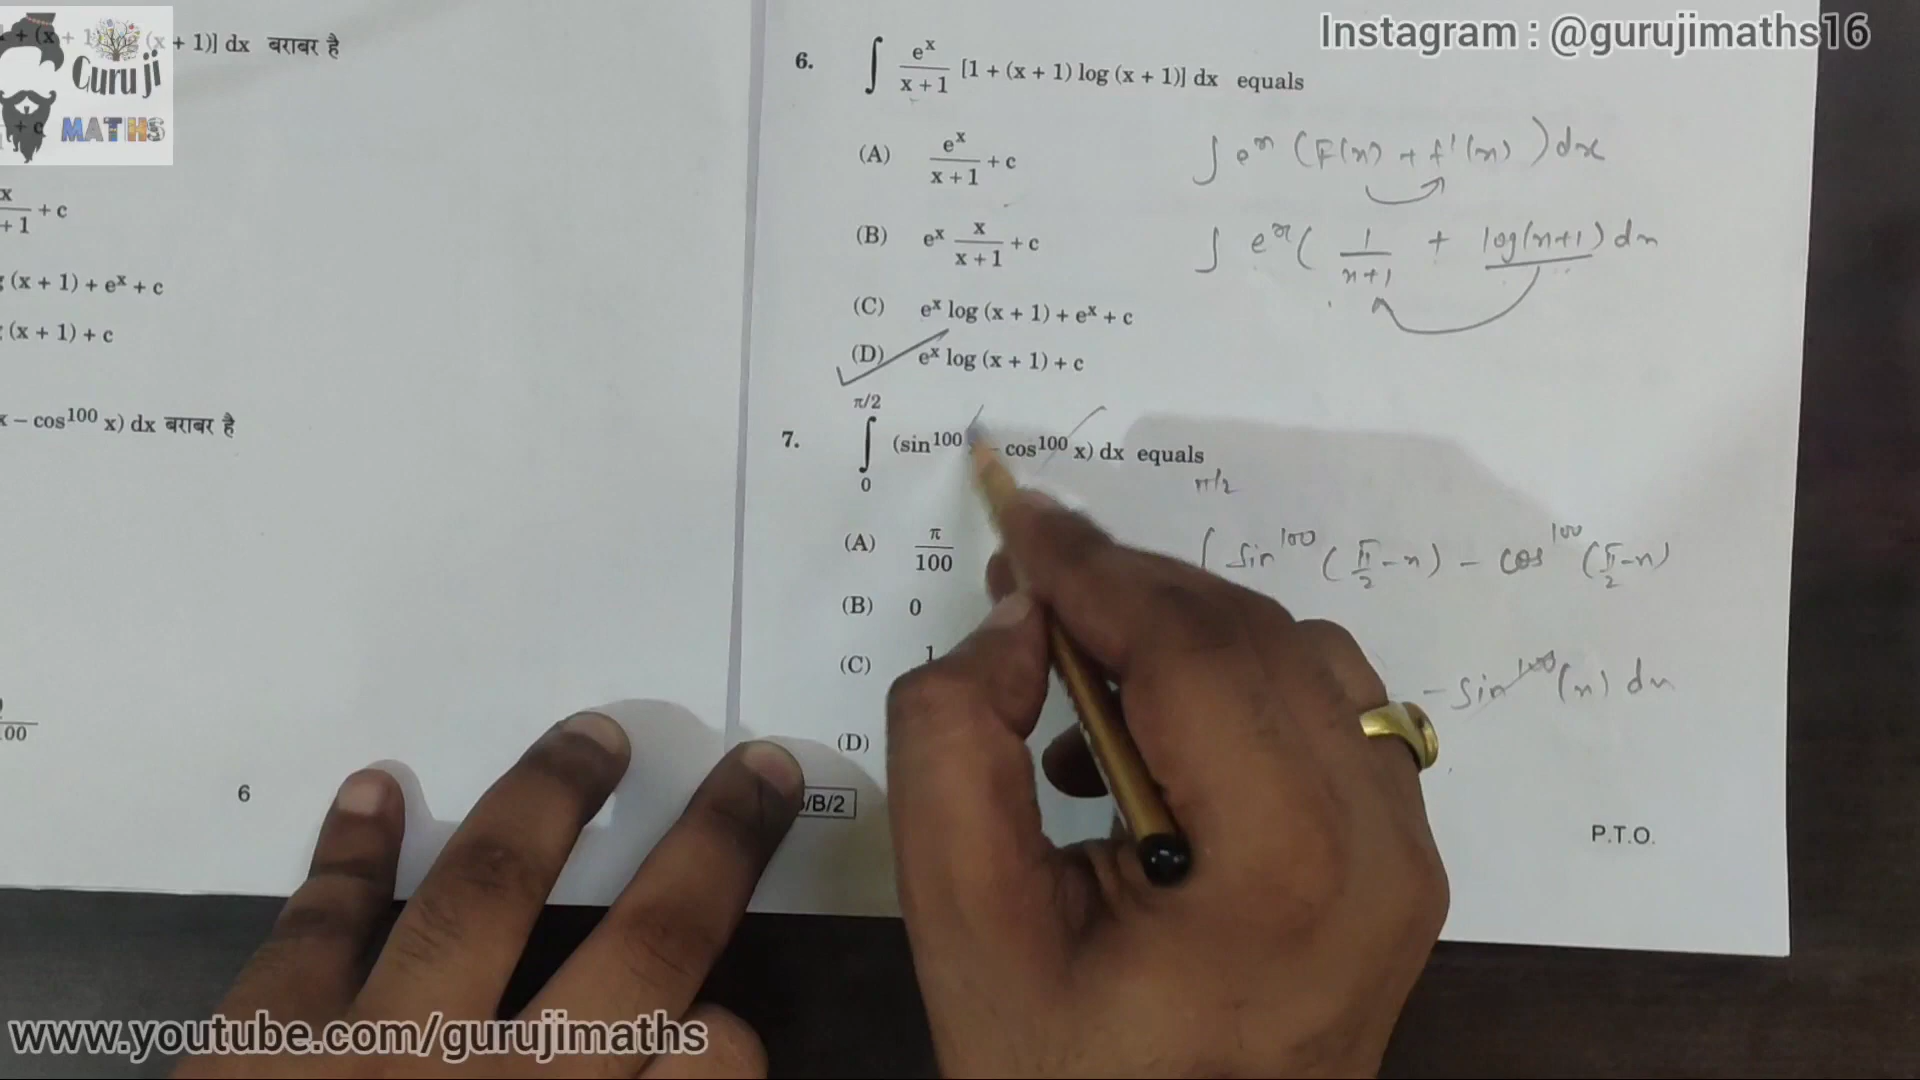 Instagram : @gurujimaths16
Guruji
MATHS
x + 1)] dx बराबर है
+ c
x
+ 1 + c
(x + 1) + eˣ + c
(x + 1) + c
x – cos¹⁰⁰ x) dx बराबर है
00
6
6. ∫ eˣ/(x + 1) [1 + (x + 1) log (x + 1)] dx equals
(A) eˣ/(x + 1) + c
(B) eˣ x/(x + 1) + c
(C) eˣ log (x + 1) + eˣ + c
(D) eˣ log (x + 1) + c
∫ eˣ (F(x) + f'(x)) dx
∫ eˣ ( 1/(x+1) + log(x+1) ) dx
7. ∫₀^(π/2) (sin¹⁰⁰ – cos¹⁰⁰ x) dx equals
(A) π/100
(B) 0
(C) 1
(D)
π/2
∫ sin¹⁰⁰ (π/2 – x) – cos¹⁰⁰ (π/2 – x)
– sin¹⁰⁰ (x) dx
/B/2
P.T.O.
www.youtube.com/gurujimaths